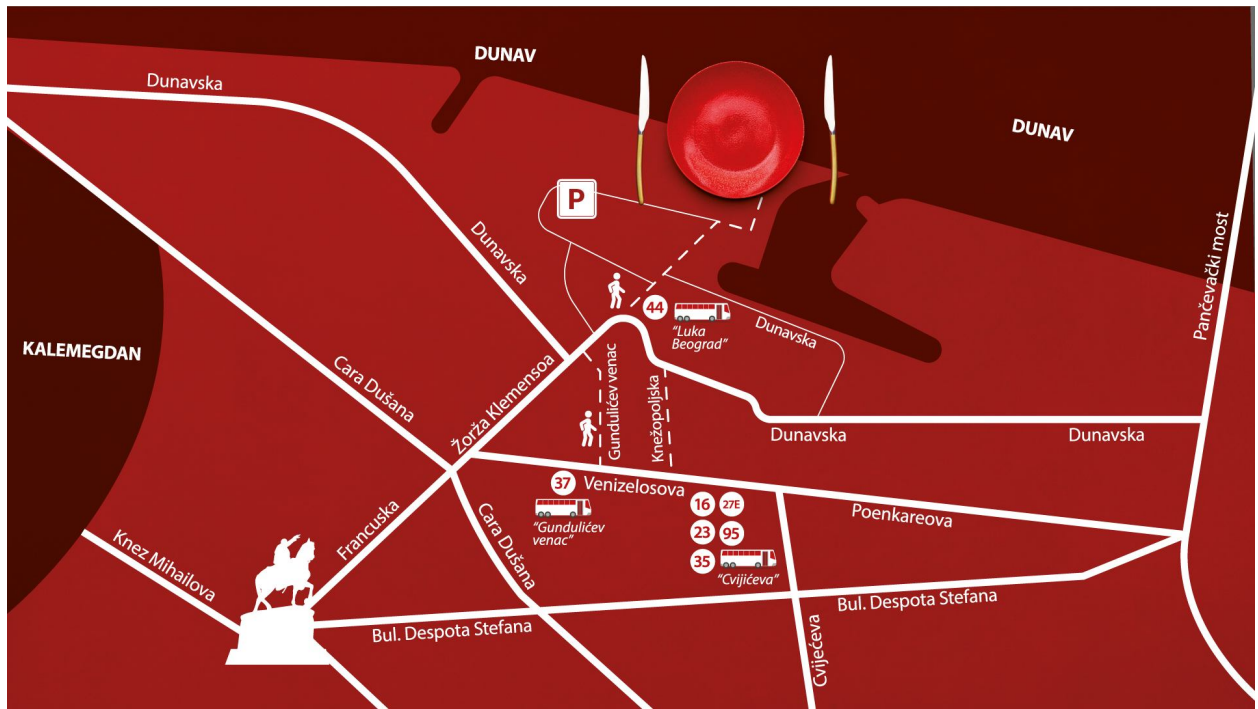 DUNAV
Dunavska
DUNAV
P
Dunavska
Pančevački most
44
"Luka
Beograd"
Dunavska
KALEMEGDAN
Cara Dušana
Žorža Klemensoa
Gundulićev venac
Knežopoljska
Dunavska
Dunavska
37
Venizelosova
"Gundulićev
venac"
16
27E
23
95
35
"Cvijićeva"
Poenkareova
Francuska
Cara Dušana
Knez Mihailova
Bul. Despota Stefana
Bul. Despota Stefana
Cvijećeva